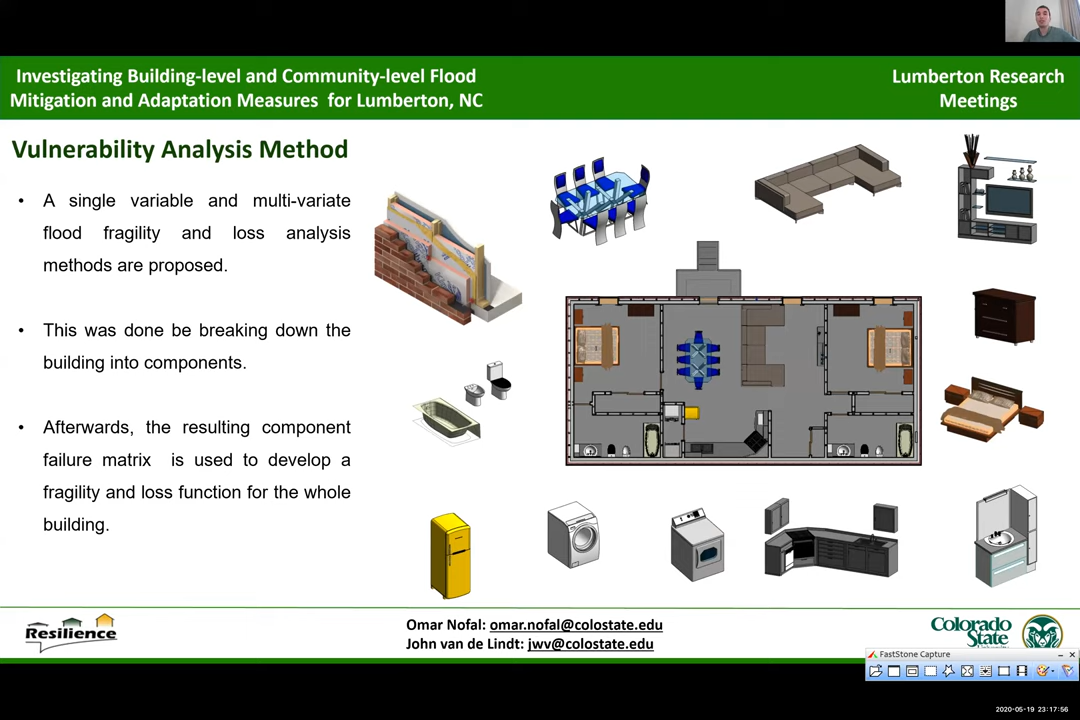 Investigating Building-level and Community-level Flood
Mitigation and Adaptation Measures for Lumberton, NC
Lumberton Research
Meetings
Vulnerability Analysis Method
• A single variable and multi-variate
flood fragility and loss analysis
methods are proposed.
• This was done be breaking down the
building into components.
• Afterwards, the resulting component
failure matrix is used to develop a
fragility and loss function for the whole
building.
Resilience
Omar Nofal: omar.nofal@colostate.edu
John van de Lindt: jwv@colostate.edu
Colorado
State
FastStone Capture
2020-05-19 23:17:56